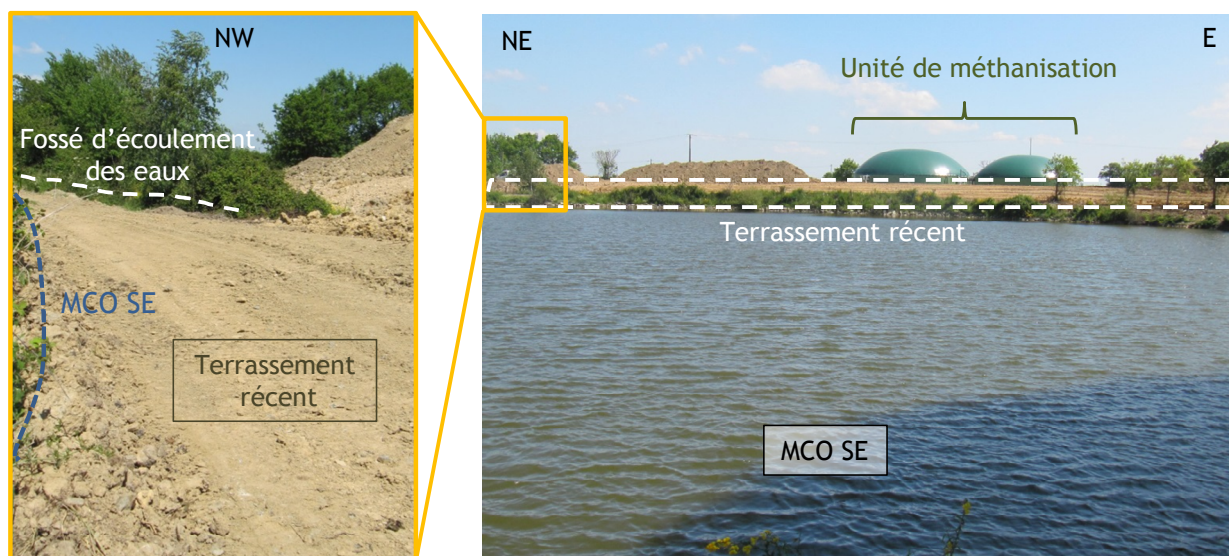 NW
Fossé d'écoulement
des eaux
MCO SE
Terrassement
récent
NE
E
Unité de méthanisation
Terrassement récent
MCO SE